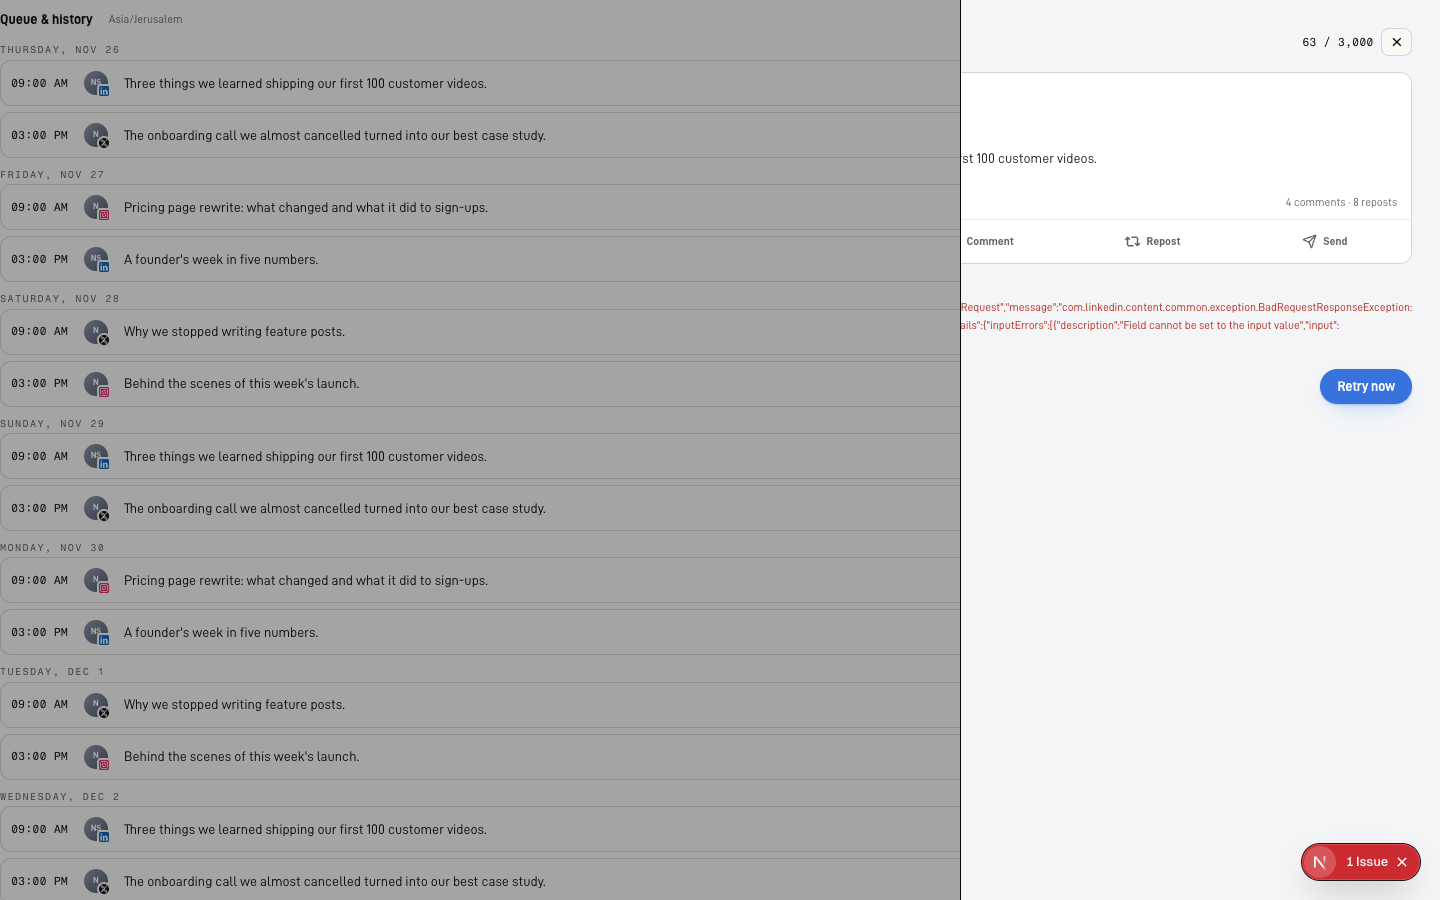 Queue & history Asia/Jerusalem
THURSDAY, NOV 26
09:00 AM NS in Three things we learned shipping our first 100 customer videos.
03:00 PM N X The onboarding call we almost cancelled turned into our best case study.
FRIDAY, NOV 27
09:00 AM N Pricing page rewrite: what changed and what it did to sign-ups.
03:00 PM NS in A founder's week in five numbers.
SATURDAY, NOV 28
09:00 AM N X Why we stopped writing feature posts.
03:00 PM N Behind the scenes of this week's launch.
SUNDAY, NOV 29
09:00 AM NS in Three things we learned shipping our first 100 customer videos.
03:00 PM N X The onboarding call we almost cancelled turned into our best case study.
MONDAY, NOV 30
09:00 AM N Pricing page rewrite: what changed and what it did to sign-ups.
03:00 PM NS in A founder's week in five numbers.
TUESDAY, DEC 1
09:00 AM N X Why we stopped writing feature posts.
03:00 PM N Behind the scenes of this week's launch.
WEDNESDAY, DEC 2
09:00 AM NS in Three things we learned shipping our first 100 customer videos.
03:00 PM N X The onboarding call we almost cancelled turned into our best case study.
63 / 3,000
rst 100 customer videos.
4 comments · 8 reposts
Comment Repost Send
Request","message":"com.linkedin.content.common.exception.BadRequestResponseException:
ails":{"inputErrors":[{"description":"Field cannot be set to the input value","input":
Retry now
N 1 Issue